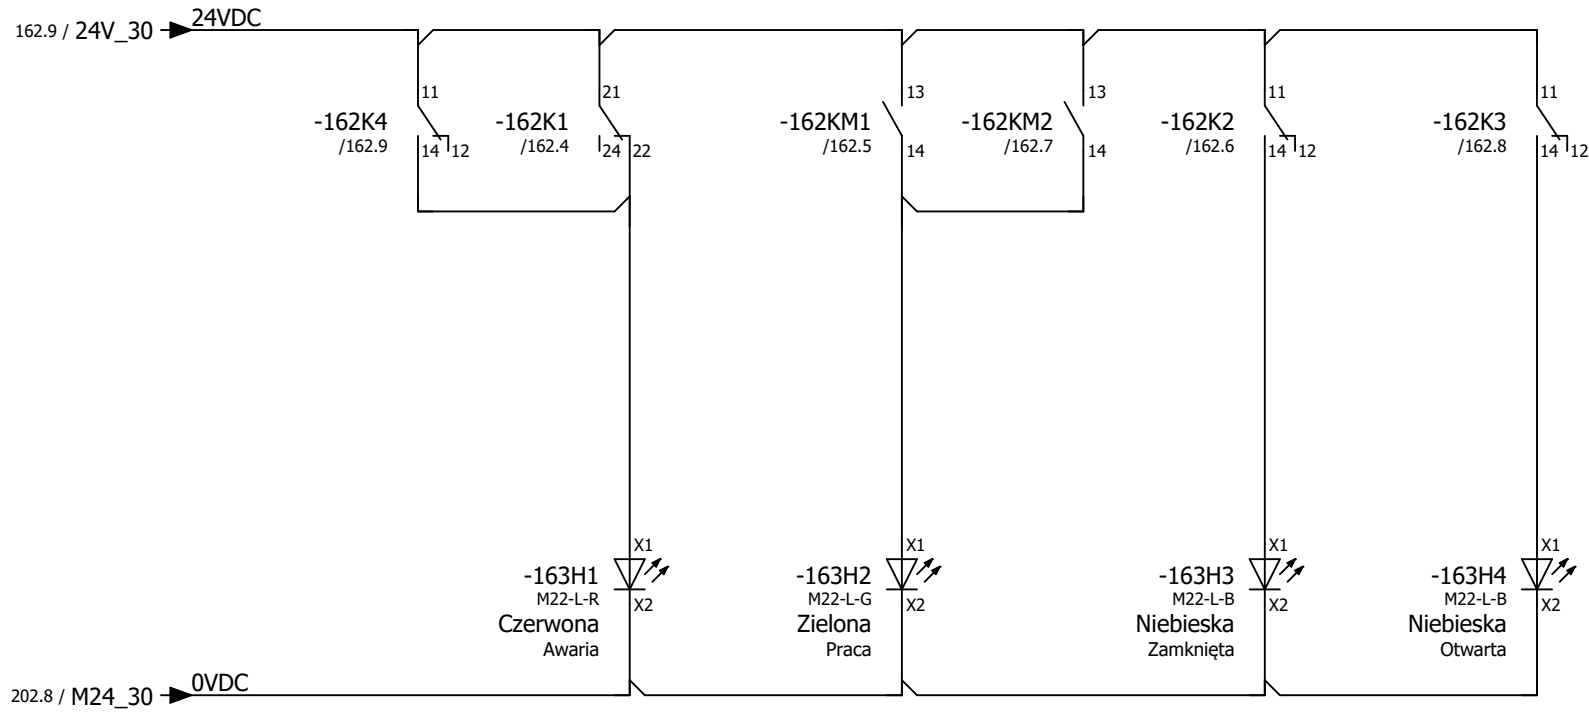 162.9 / 24V_30 24VDC
11 21 13 13 11 11
-162K4 -162K1 -162KM1 -162KM2 -162K2 -162K3
/162.9 /162.4 /162.5 /162.7 /162.6 /162.8
14 12 24 22 14 14 14 12 14 12
X1 X1 X1 X1
-163H1 -163H2 -163H3 -163H4
M22-L-R M22-L-G M22-L-B M22-L-B
X2 X2 X2 X2
Czerwona Zielona Niebieska Niebieska
Awaria Praca Zamknięta Otwarta
202.8 / M24_30 0VDC